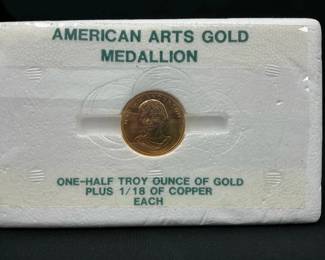 AMERICAN ARTS GOLD
MEDALLION
ONE-HALF TROY OUNCE OF GOLD
PLUS 1/18 OF COPPER
EACH